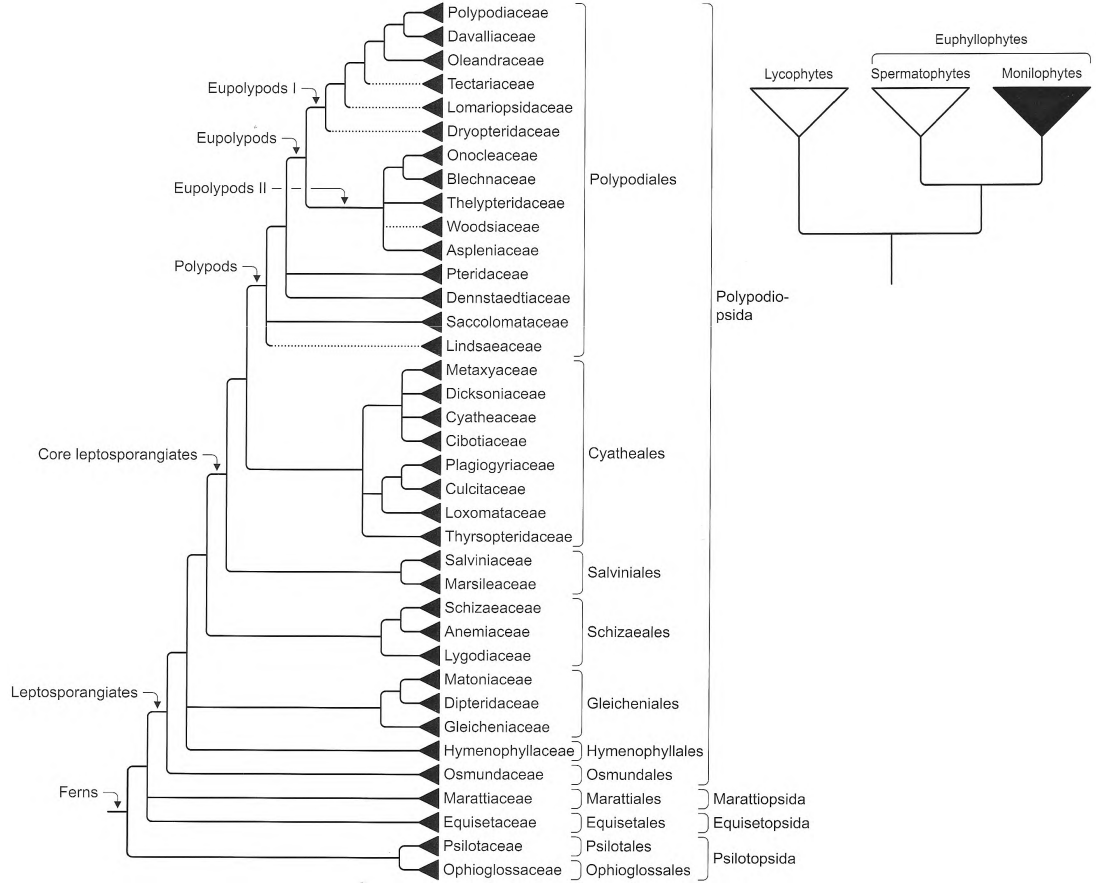 Polypodiaceae
Davalliaceae
Oleandraceae
Tectariaceae
Lomariopsidaceae
Dryopteridaceae
Onocleaceae
Blechnaceae
Thelypteridaceae
Woodsiaceae
Aspleniaceae
Pteridaceae
Dennstaedtiaceae
Saccolomataceae
Lindsaeaceae
Metaxyaceae
Dicksoniaceae
Cyatheaceae
Cibotiaceae
Plagiogyriaceae
Culcitaceae
Loxomataceae
Thyrsopteridaceae
Salviniaceae
Marsileaceae
Schizaeaceae
Anemiaceae
Lygodiaceae
Matoniaceae
Dipteridaceae
Gleicheniaceae
Hymenophyllaceae
Osmundaceae
Marattiaceae
Equisetaceae
Psilotaceae
Ophioglossaceae
Eupolypods I
Eupolypods
Eupolypods II
Polypods
Core leptosporangiates
Leptosporangiates
Ferns
Polypodiales
Cyatheales
Salviniales
Schizaeales
Gleicheniales
Hymenophyllales
Osmundales
Marattiales
Equisetales
Psilotales
Ophioglossales
Polypodio-
psida
Marattiopsida
Equisetopsida
Psilotopsida
Euphyllophytes
Lycophytes
Spermatophytes
Monilophytes